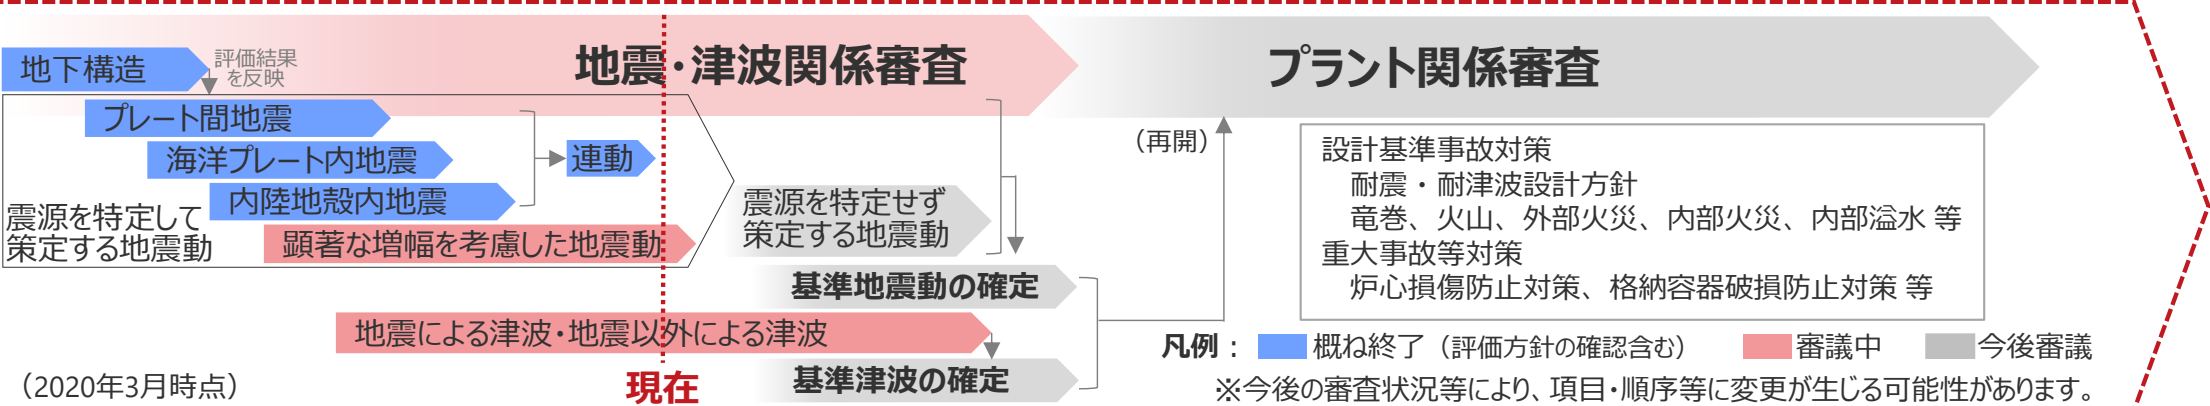 地震・津波関係審査
プラント関係審査
地下構造
評価結果
を反映
プレート間地震
海洋プレート内地震
内陸地殻内地震
連動
震源を特定して
策定する地震動
顕著な増幅を考慮した地震動
震源を特定せず
策定する地震動
基準地震動の確定
地震による津波・地震以外による津波
基準津波の確定
（再開）
設計基準事故対策
耐震・耐津波設計方針
竜巻、火山、外部火災、内部火災、内部溢水 等
重大事故等対策
炉心損傷防止対策、格納容器破損防止対策 等
凡例：
概ね終了（評価方針の確認含む）
審議中
今後審議
（2020年3月時点）
現在
※今後の審査状況等により、項目・順序等に変更が生じる可能性があります。